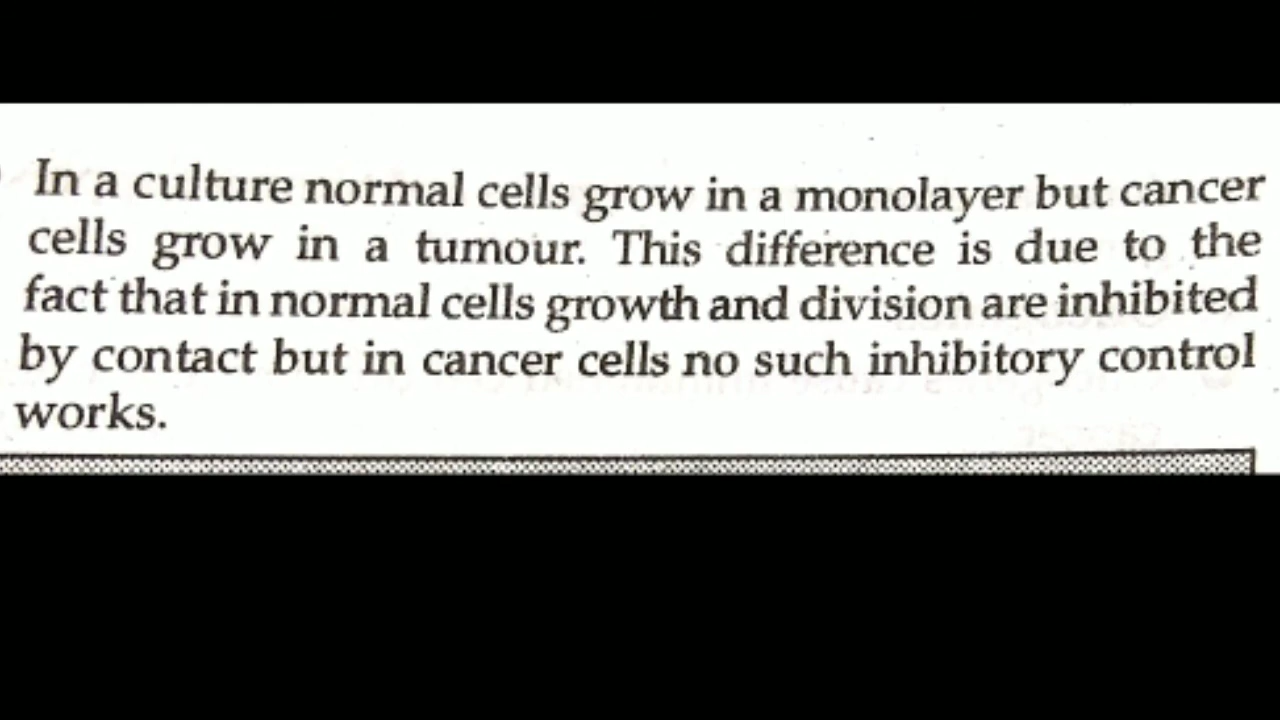 In a culture normal cells grow in a monolayer but cancer
cells grow in a tumour. This difference is due to the
fact that in normal cells growth and division are inhibited
by contact but in cancer cells no such inhibitory control
works.